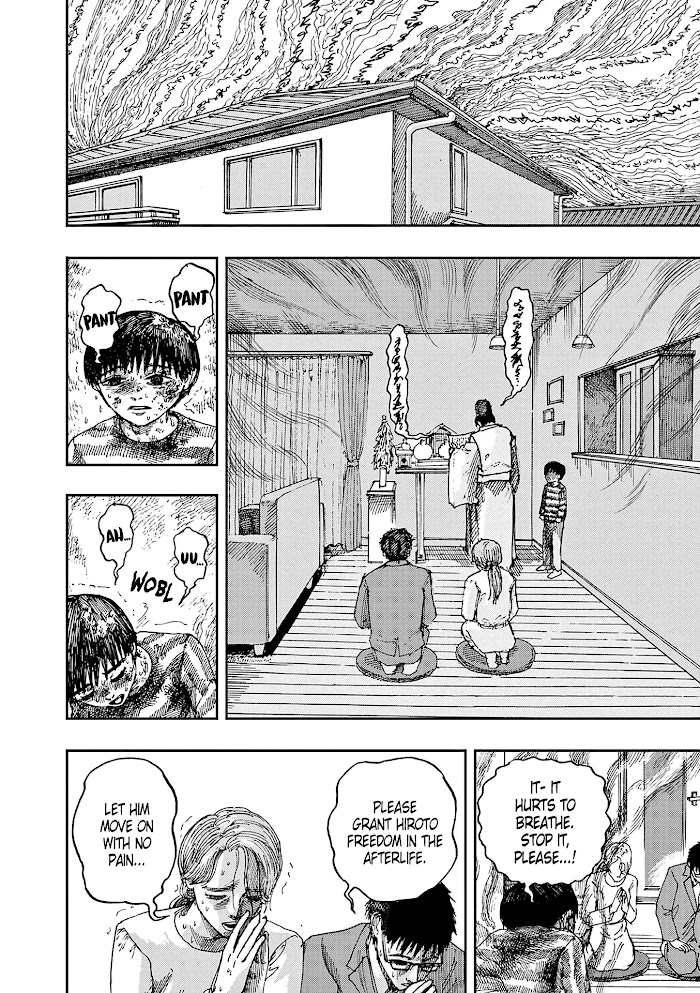 PANT
PANT
UU...
AH...
WOBL
IT- IT
HURTS TO
BREATHE.
STOP IT,
PLEASE...!
PLEASE
GRANT HIROTO
FREEDOM IN THE
AFTERLIFE.
LET HIM
MOVE ON
WITH NO
PAIN...